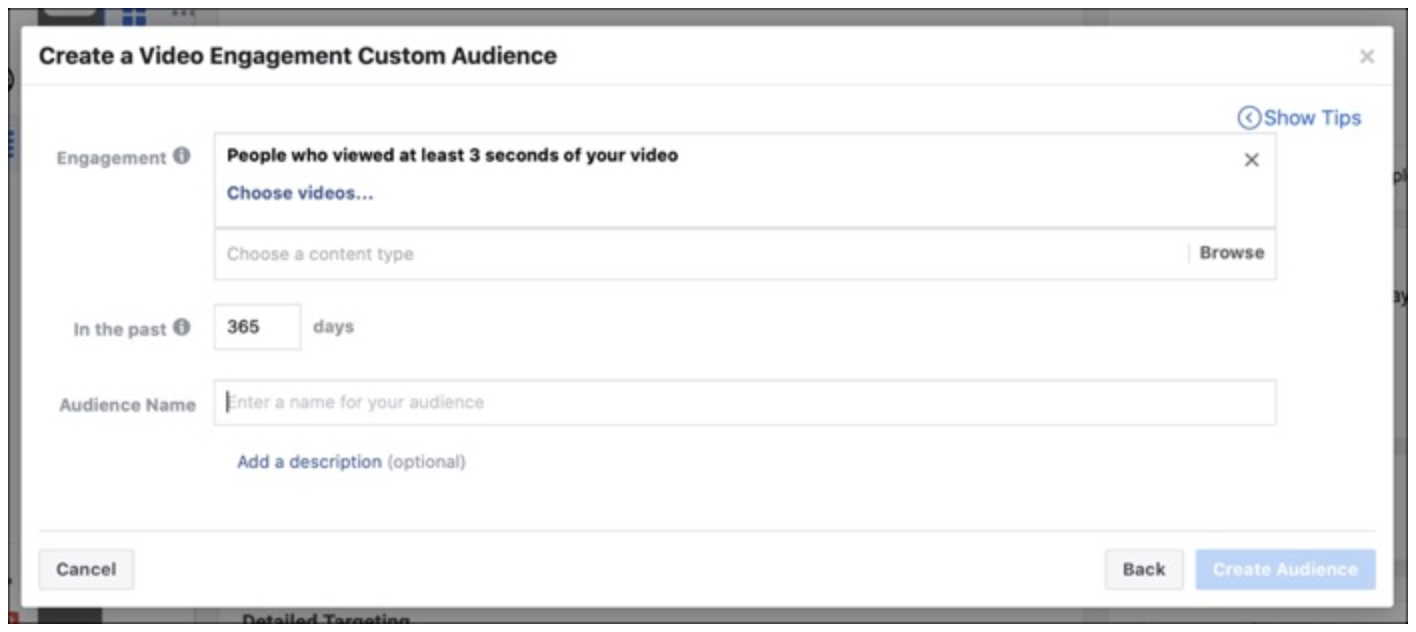 Create a Video Engagement Custom Audience
Show Tips
Engagement
People who viewed at least 3 seconds of your video
Choose videos...
Choose a content type
Browse
In the past
365
days
Audience Name
Enter a name for your audience
Add a description (optional)
Cancel
Back
Create Audience
Detailed Targeting